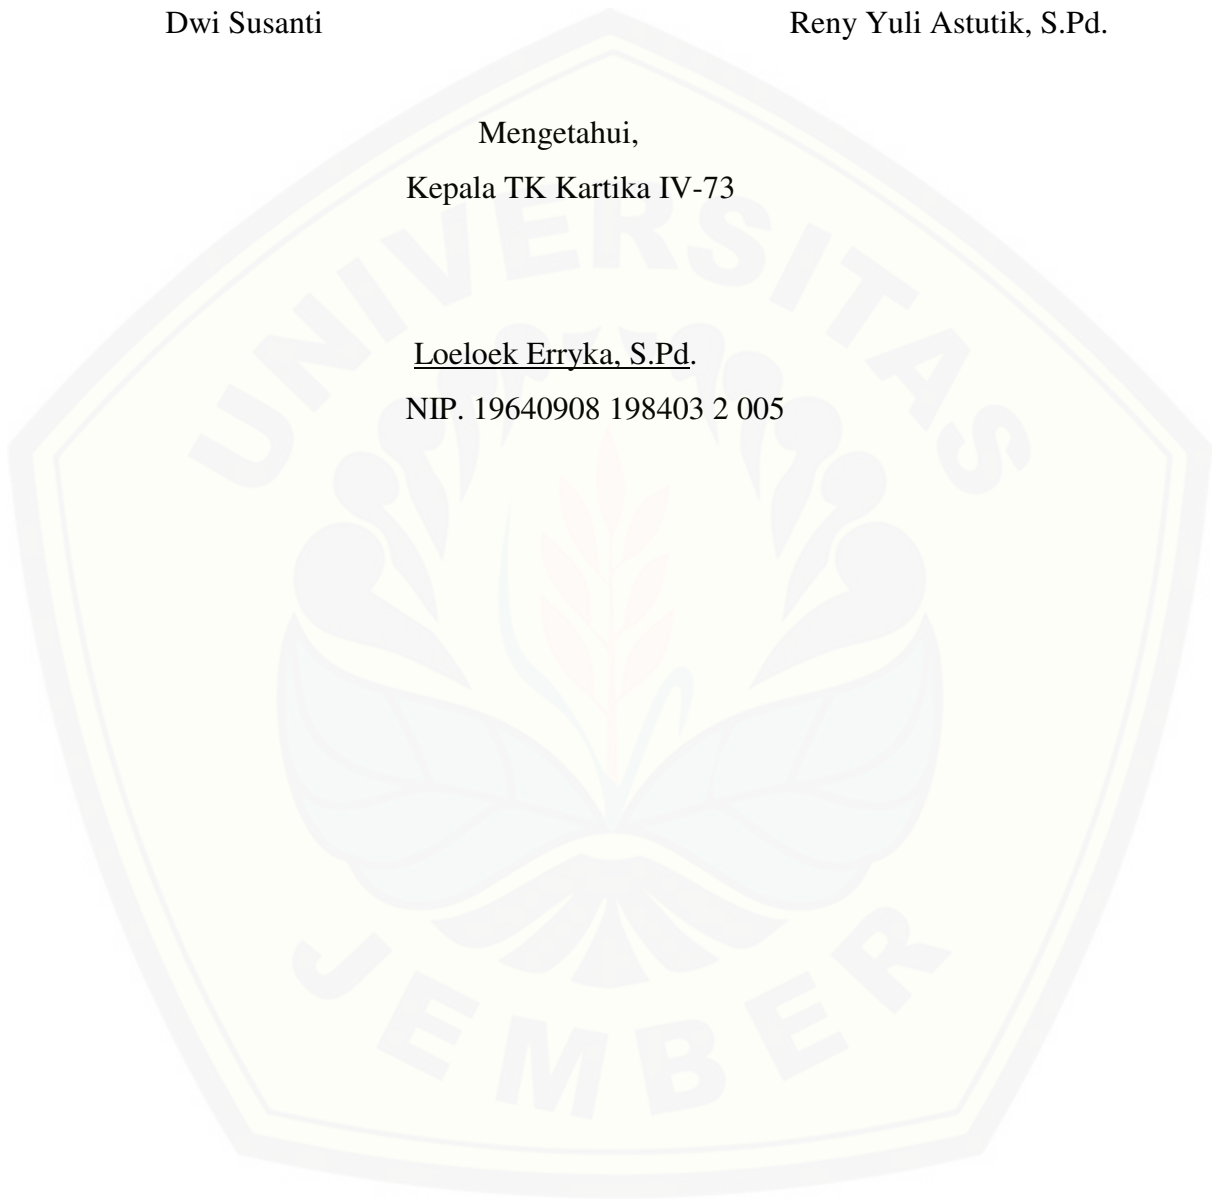 Dwi Susanti Reny Yuli Astutik, S.Pd.
Mengetahui,
Kepala TK Kartika IV-73
Loeloek Erryka, S.Pd.
NIP. 19640908 198403 2 005
UNIVERSITAS
JEMBER